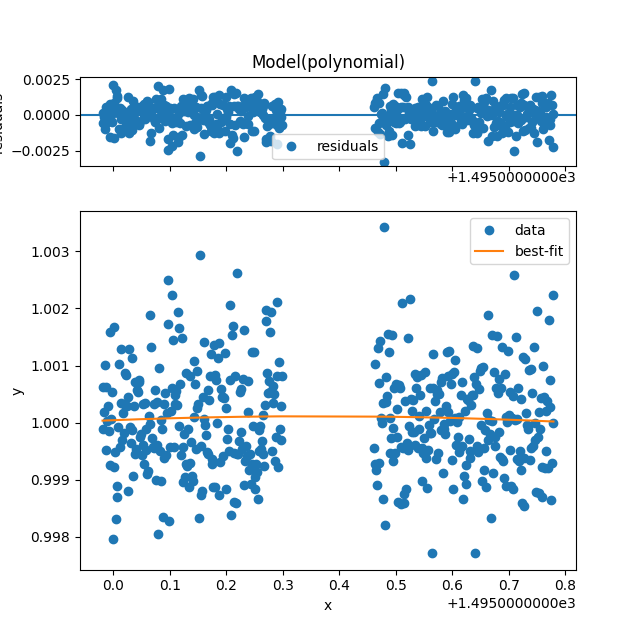 Model(polynomial)
0.0025
0.0000
−0.0025
residuals
+1.4950000000e3
1.003
1.002
1.001
1.000
0.999
0.998
y
data
best-fit
0.0 0.1 0.2 0.3 0.4 0.5 0.6 0.7 0.8
x
+1.4950000000e3